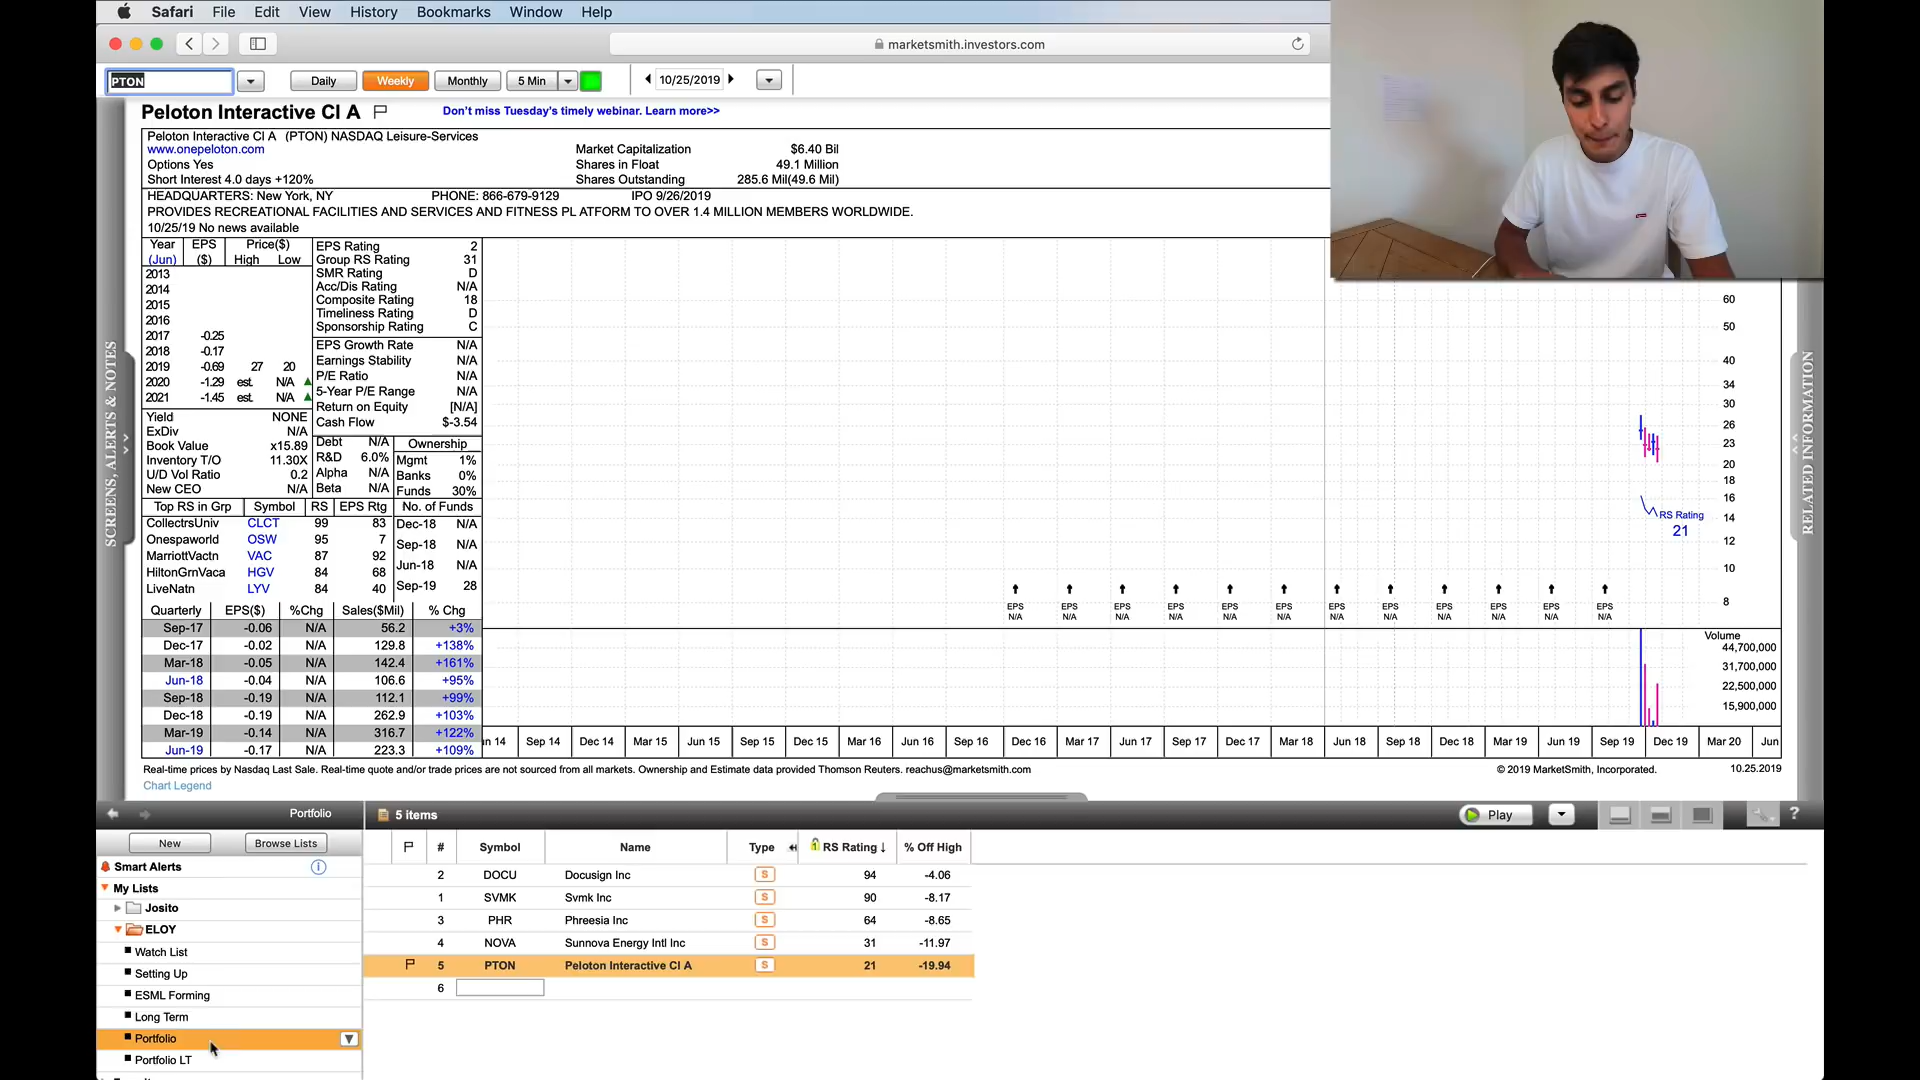 Safari File Edit View History Bookmarks Window Help
marketsmith.investors.com
PTON Daily Weekly Monthly 5 Min 10/25/2019
Peloton Interactive Cl A Don't miss Tuesday's timely webinar. Learn more>>
Peloton Interactive Cl A (PTON) NASDAQ Leisure-Services
www.onepeloton.com Market Capitalization $6.40 Bil
Options Yes Shares in Float 49.1 Million
Short Interest 4.0 days +120% Shares Outstanding 285.6 Mil(49.6 Mil)
HEADQUARTERS: New York, NY PHONE: 866-679-9129 IPO 9/26/2019
PROVIDES RECREATIONAL FACILITIES AND SERVICES AND FITNESS PL ATFORM TO OVER 1.4 MILLION MEMBERS WORLDWIDE.
10/25/19 No news available
Year EPS Price($)
(Jun) ($) High Low
2013
2014
2015
2016
2017 -0.25
2018 -0.17
2019 -0.69 27 20
2020 -1.29 est. N/A
2021 -1.45 est. N/A
Yield NONE
ExDiv N/A
Book Value x15.89
Inventory T/O 11.30X
U/D Vol Ratio 0.2
New CEO N/A
EPS Rating 2
Group RS Rating 31
SMR Rating D
Acc/Dis Rating N/A
Composite Rating 18
Timeliness Rating D
Sponsorship Rating C
EPS Growth Rate N/A
Earnings Stability N/A
P/E Ratio N/A
5-Year P/E Range N/A
Return on Equity [N/A]
Cash Flow $-3.54
Debt N/A
R&D 6.0%
Alpha N/A
Beta N/A
Ownership
Mgmt 1%
Banks 0%
Funds 30%
Top RS in Grp Symbol RS EPS Rtg
CollectrsUniv CLCT 99 83
Onespaworld OSW 95 7
MarriottVactn VAC 87 92
HiltonGrnVaca HGV 84 68
LiveNatn LYV 84 40
No. of Funds
Dec-18 N/A
Sep-18 N/A
Jun-18 N/A
Sep-19 28
Quarterly EPS($) %Chg Sales($Mil) % Chg
Sep-17 -0.06 N/A 56.2 +3%
Dec-17 -0.02 N/A 129.8 +138%
Mar-18 -0.05 N/A 142.4 +161%
Jun-18 -0.04 N/A 106.6 +95%
Sep-18 -0.19 N/A 112.1 +99%
Dec-18 -0.19 N/A 262.9 +103%
Mar-19 -0.14 N/A 316.7 +122%
Jun-19 -0.17 N/A 223.3 +109%
60
50
40
34
30
26
23
20
18
16
14
12
10
8
RS Rating
21
EPS EPS EPS EPS EPS EPS EPS EPS EPS EPS EPS EPS
N/A N/A N/A N/A N/A N/A N/A N/A N/A N/A N/A N/A
Volume
44,700,000
31,700,000
22,500,000
15,900,000
n 14 Sep 14 Dec 14 Mar 15 Jun 15 Sep 15 Dec 15 Mar 16 Jun 16 Sep 16 Dec 16 Mar 17 Jun 17 Sep 17 Dec 17 Mar 18 Jun 18 Sep 18 Dec 18 Mar 19 Jun 19 Sep 19 Dec 19 Mar 20 Jun
Real-time prices by Nasdaq Last Sale. Real-time quote and/or trade prices are not sourced from all markets. Ownership and Estimate data provided Thomson Reuters. reachus@marketsmith.com © 2019 MarketSmith, Incorporated. 10.25.2019
Chart Legend
SCREENS, ALERTS & NOTES
RELATED INFORMATION
Portfolio 5 items Play ?
New Browse Lists
Smart Alerts i
My Lists
Josito
ELOY
Watch List
Setting Up
ESML Forming
Long Term
Portfolio
Portfolio LT
# Symbol Name Type 1 RS Rating ↓ % Off High
2 DOCU Docusign Inc S 94 -4.06
1 SVMK Svmk Inc S 90 -8.17
3 PHR Phreesia Inc S 64 -8.65
4 NOVA Sunnova Energy Intl Inc S 31 -11.97
5 PTON Peloton Interactive Cl A S 21 -19.94
6